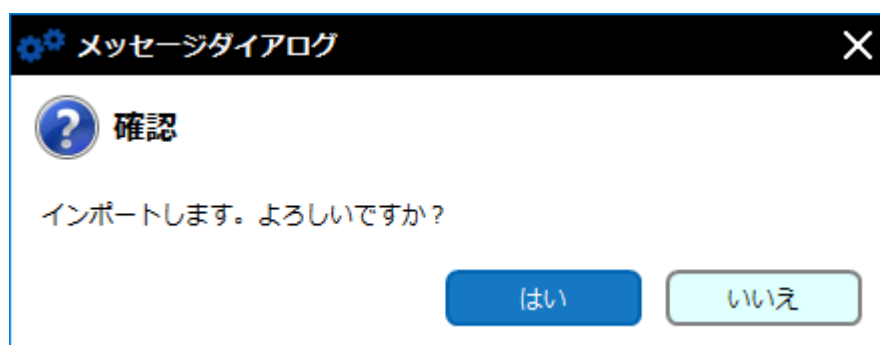 メッセージダイアログ
確認
インポートします。よろしいですか？
はい
いいえ